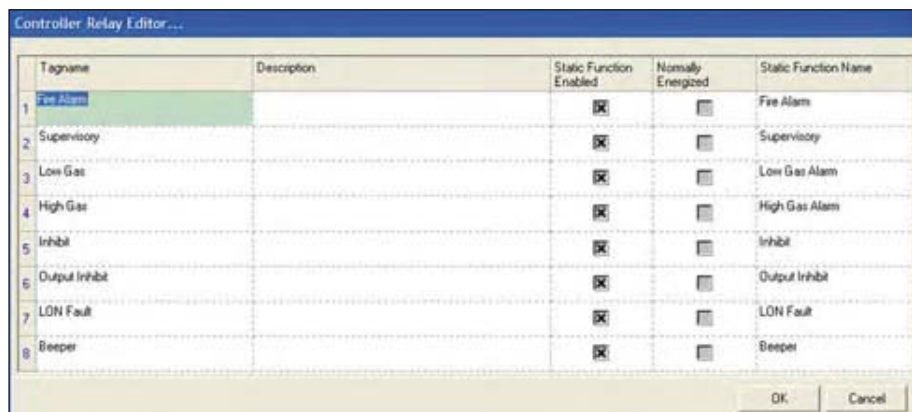 Controller Relay Editor...
Tagname Description Static Function Enabled Normally Energized Static Function Name
1 Fire Alarm Fire Alarm
2 Supervisory Supervisory
3 Low Gas Low Gas Alarm
4 High Gas High Gas Alarm
5 Inhibit Inhibit
6 Output Inhibit Output Inhibit
7 LON Fault LON Fault
8 Beeper Beeper
OK Cancel